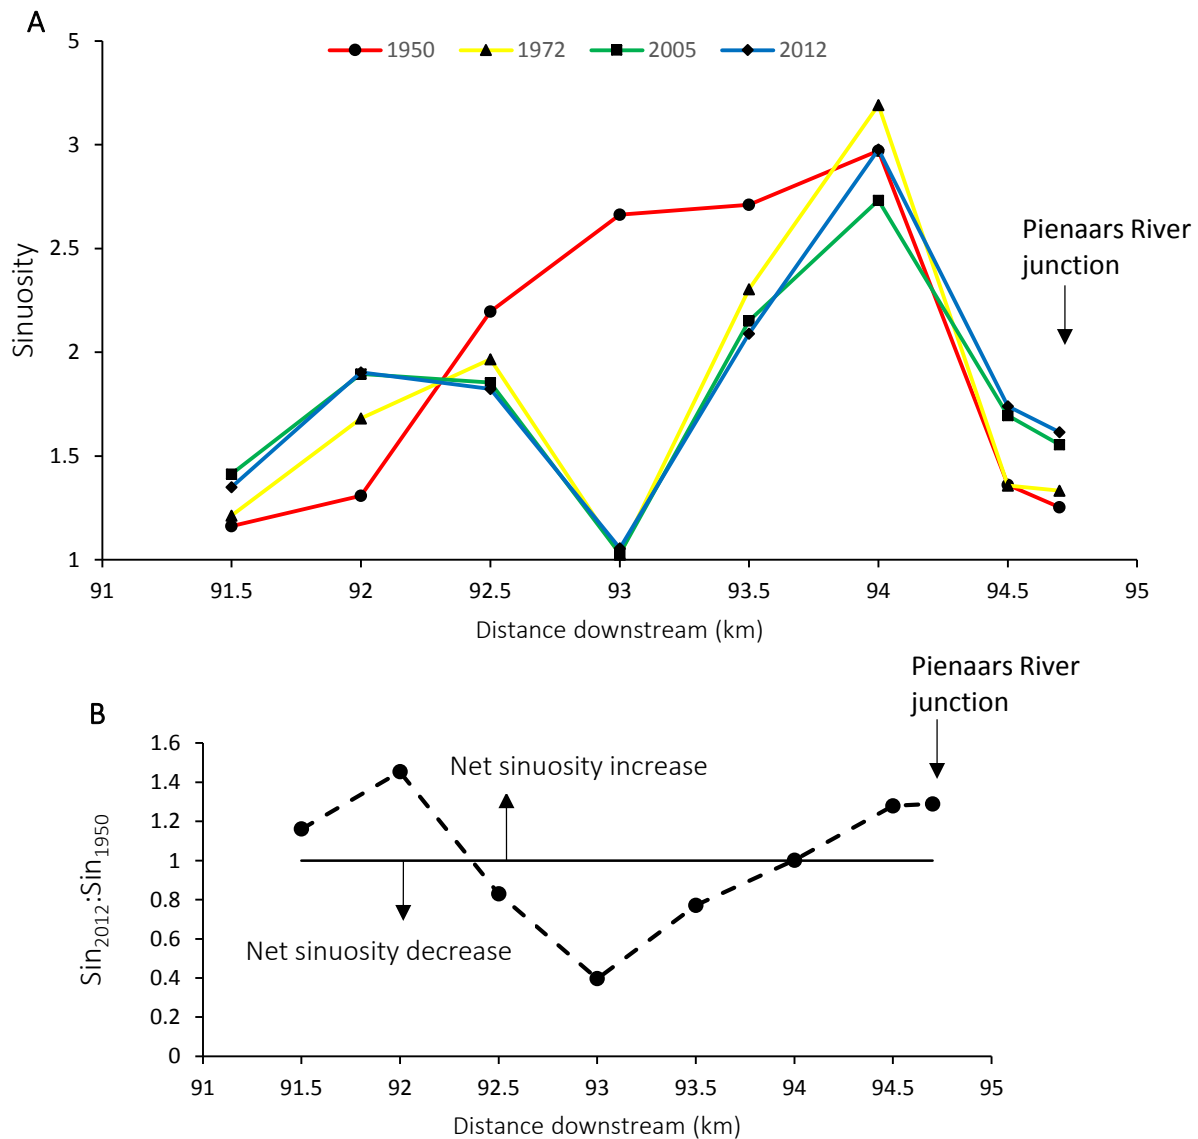 A
1950 1972 2005 2012
5
3
2.5
2
1.5
1
Sinuosity
Pienaars River
junction
91 91.5 92 92.5 93 93.5 94 94.5 95
Distance downstream (km)
B
Pienaars River
junction
1.6
1.4
1.2
1
0.8
0.6
0.4
0.2
0
Sin2012:Sin1950
Net sinuosity increase
Net sinuosity decrease
91 91.5 92 92.5 93 93.5 94 94.5 95
Distance downstream (km)